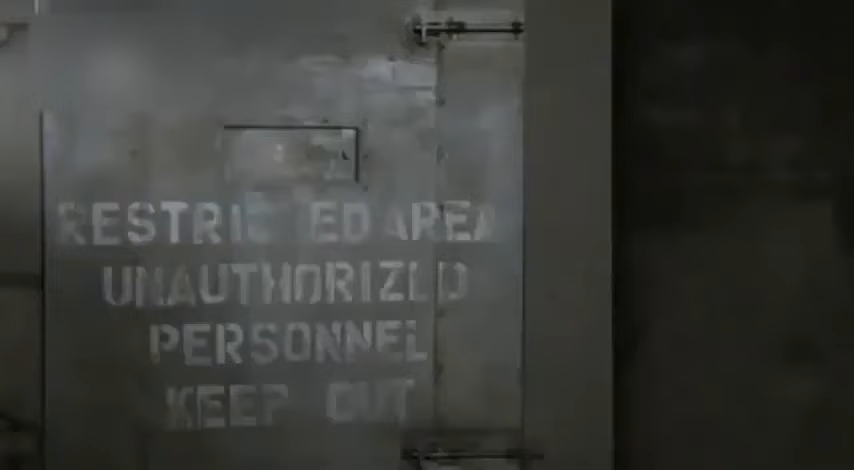 RESTRICTED AREA
UNAUTHORIZED
PERSONNEL
KEEP OUT